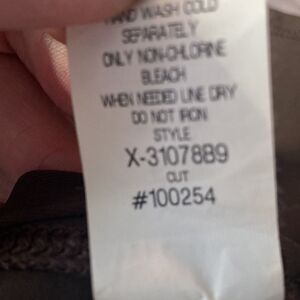 HAND WASH COLD
SEPARATELY
ONLY NON-CHLORINE
BLEACH
WHEN NEEDED LINE DRY
DO NOT IRON
STYLE
X-3107889
CUT
#100254